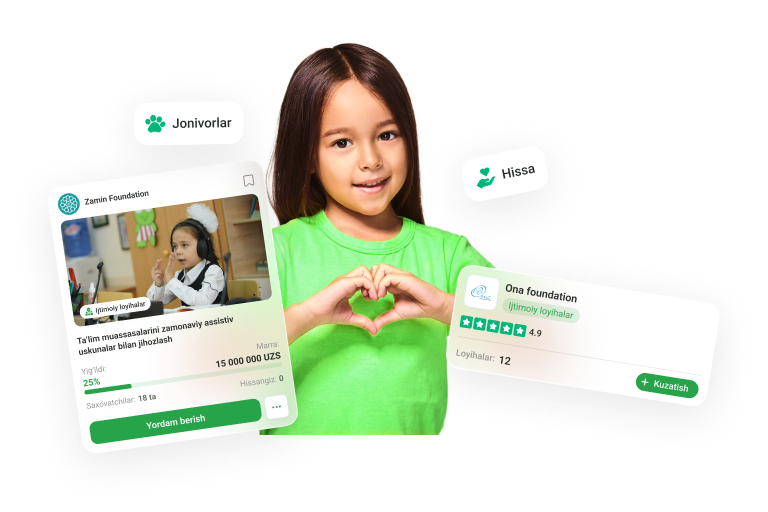 Jonivorlar
Hissa
Zamin Foundation
Ijtimoiy loyihalar
Ta'lim muassasalarini zamonaviy assistiv
uskunalar bilan jihozlash
Yig'ildi:
Marra:
25%
15 000 000 UZS
Saxovatchilar: 18 ta
Hissangiz: 0
Yordam berish
Ona foundation
Ijtimoiy loyihalar
4.9
Loyihalar: 12
+ Kuzatish